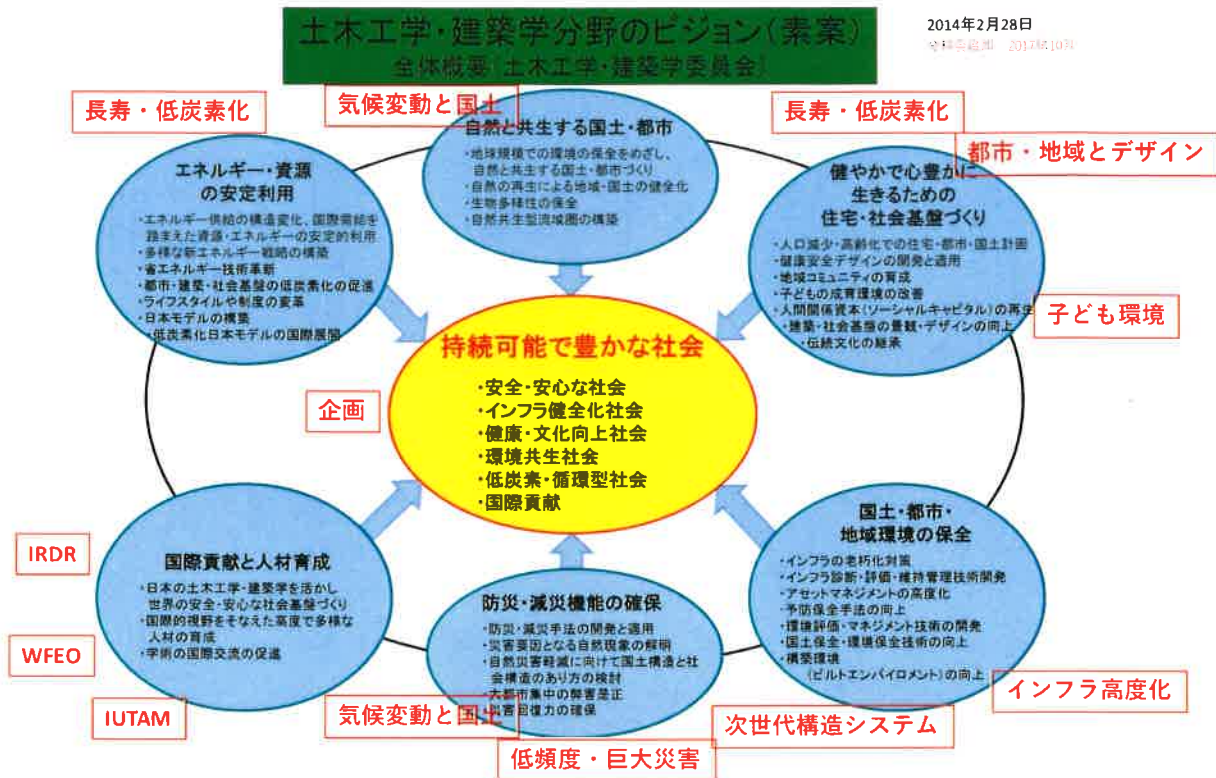 土木工学・建築学分野のビジョン(素案)
全体概要[土木工学・建築学委員会]
2014年2月28日
2017年10月
長寿・低炭素化
気候変動と国土
長寿・低炭素化
都市・地域とデザイン
エネルギー・資源
の安定利用
・エネルギー供給の構造変化、国際需給を
踏まえた資源・エネルギーの安定的利用
・多様な新エネルギー戦略の構築
・省エネルギー技術革新
・都市・建築・社会基盤の低炭素化の促進
・ライフスタイルや制度の変革
・日本モデルの構築
・低炭素化日本モデルの国際展開
自然と共生する国土・都市
・地球規模での環境の保全をめざし、
自然と共生する国土・都市づくり
・自然の再生による地域・国土の健全化
・生物多様性の保全
・自然共生型流域圏の構築
健やかで心豊かに
生きるための
住宅・社会基盤づくり
・人口減少・高齢化での住宅・都市・国土計画
・健康安全デザインの開発と適用
・地域コミュニティの育成
・子どもの成育環境の改善
・人間関係資本(ソーシャルキャピタル)の再生
・建築・社会基盤の景観・デザインの向上
・伝統文化の継承
子ども環境
企画
持続可能で豊かな社会
・安全・安心な社会
・インフラ健全化社会
・健康・文化向上社会
・環境共生社会
・低炭素・循環型社会
・国際貢献
IRDR
WFEO
IUTAM
国際貢献と人材育成
・日本の土木工学・建築学を活かし
世界の安全・安心な社会基盤づくり
・国際的視野をそなえた高度で多様な
人材の育成
・学術の国際交流の促進
防災・減災機能の確保
・防災・減災手法の開発と適用
・災害要因となる自然現象の解明
・自然災害軽減に向けて国土構造と社
会構造のあり方の検討
・大都市集中の弊害是正
・災害回復力の確保
気候変動と国土
低頻度・巨大災害
次世代構造システム
国土・都市・
地域環境の保全
・インフラの老朽化対策
・インフラ診断・評価・維持管理技術開発
・アセットマネジメントの高度化
・予防保全手法の向上
・環境評価・マネジメント技術の開発
・国土保全・環境保全技術の向上
・構築環境
(ビルトエンバイロメント)の向上
インフラ高度化